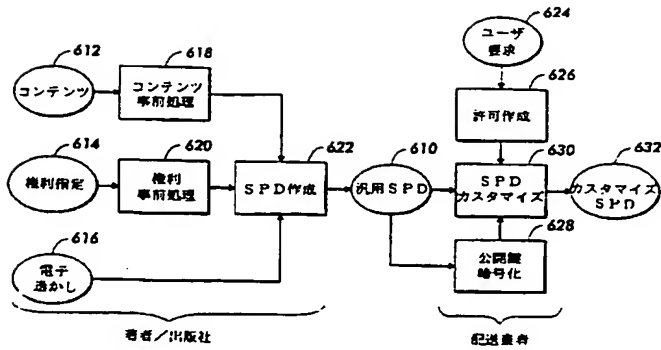 624
ユーザ
要求
612
618
626
コンテンツ
コンテンツ
事前処理
許可作成
614
620
622
610
630
632
権利指定
権利
事前処理
SPD作成
汎用SPD
SPD
カスタマイズ
カスタマイズ
SPD
616
628
電子
透かし
公開鍵
暗号化
著者/出版社
配送業者